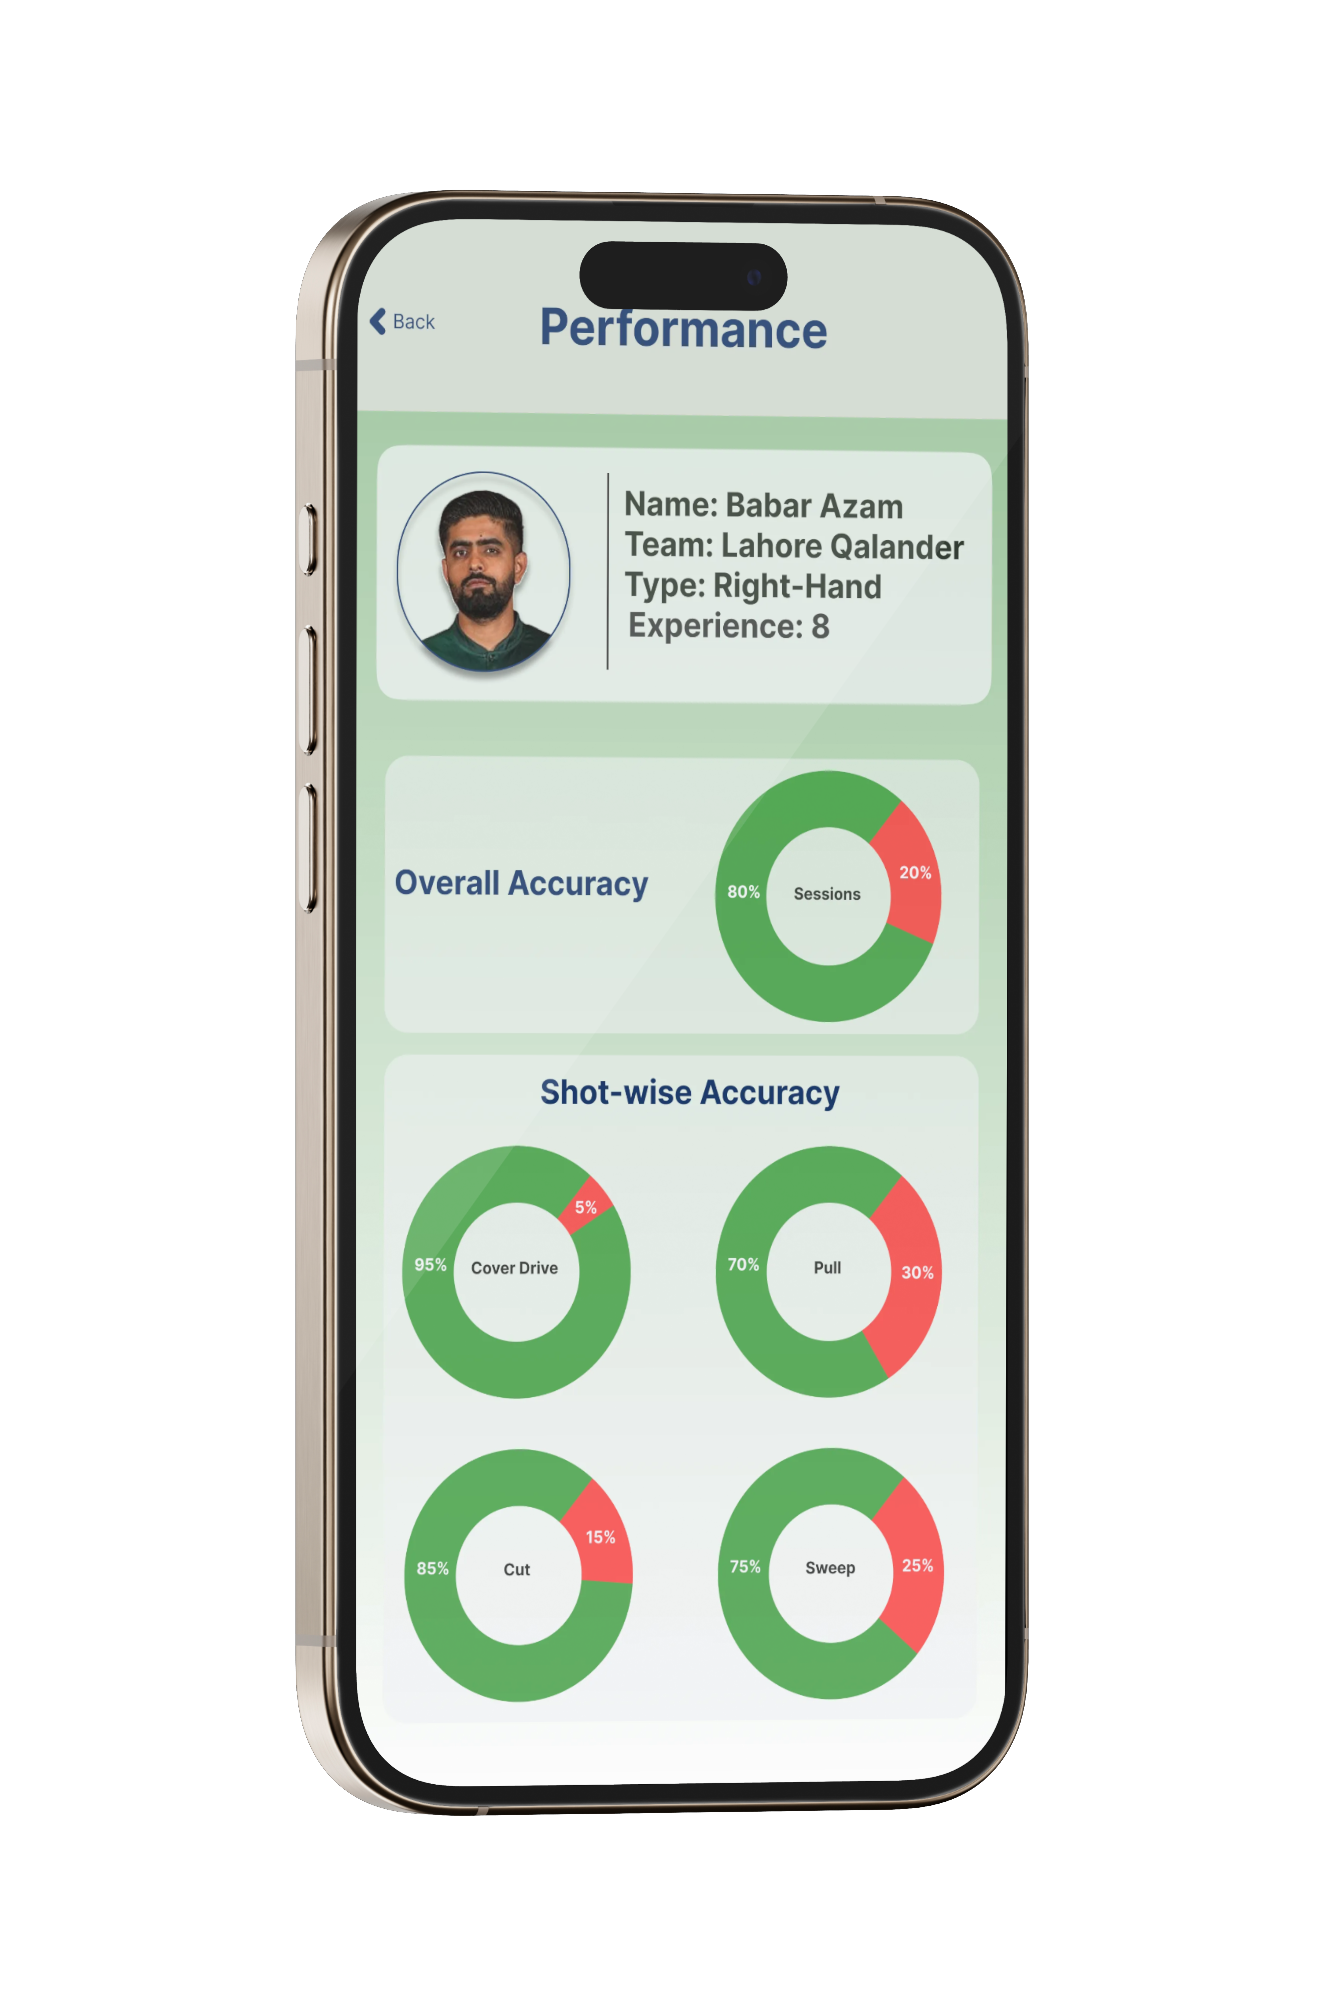 Back
Performance
Name: Babar Azam
Team: Lahore Qalander
Type: Right-Hand
Experience: 8
Overall Accuracy
80%
Sessions
20%
Shot-wise Accuracy
95%
Cover Drive
5%
70%
Pull
30%
85%
Cut
15%
75%
Sweep
25%